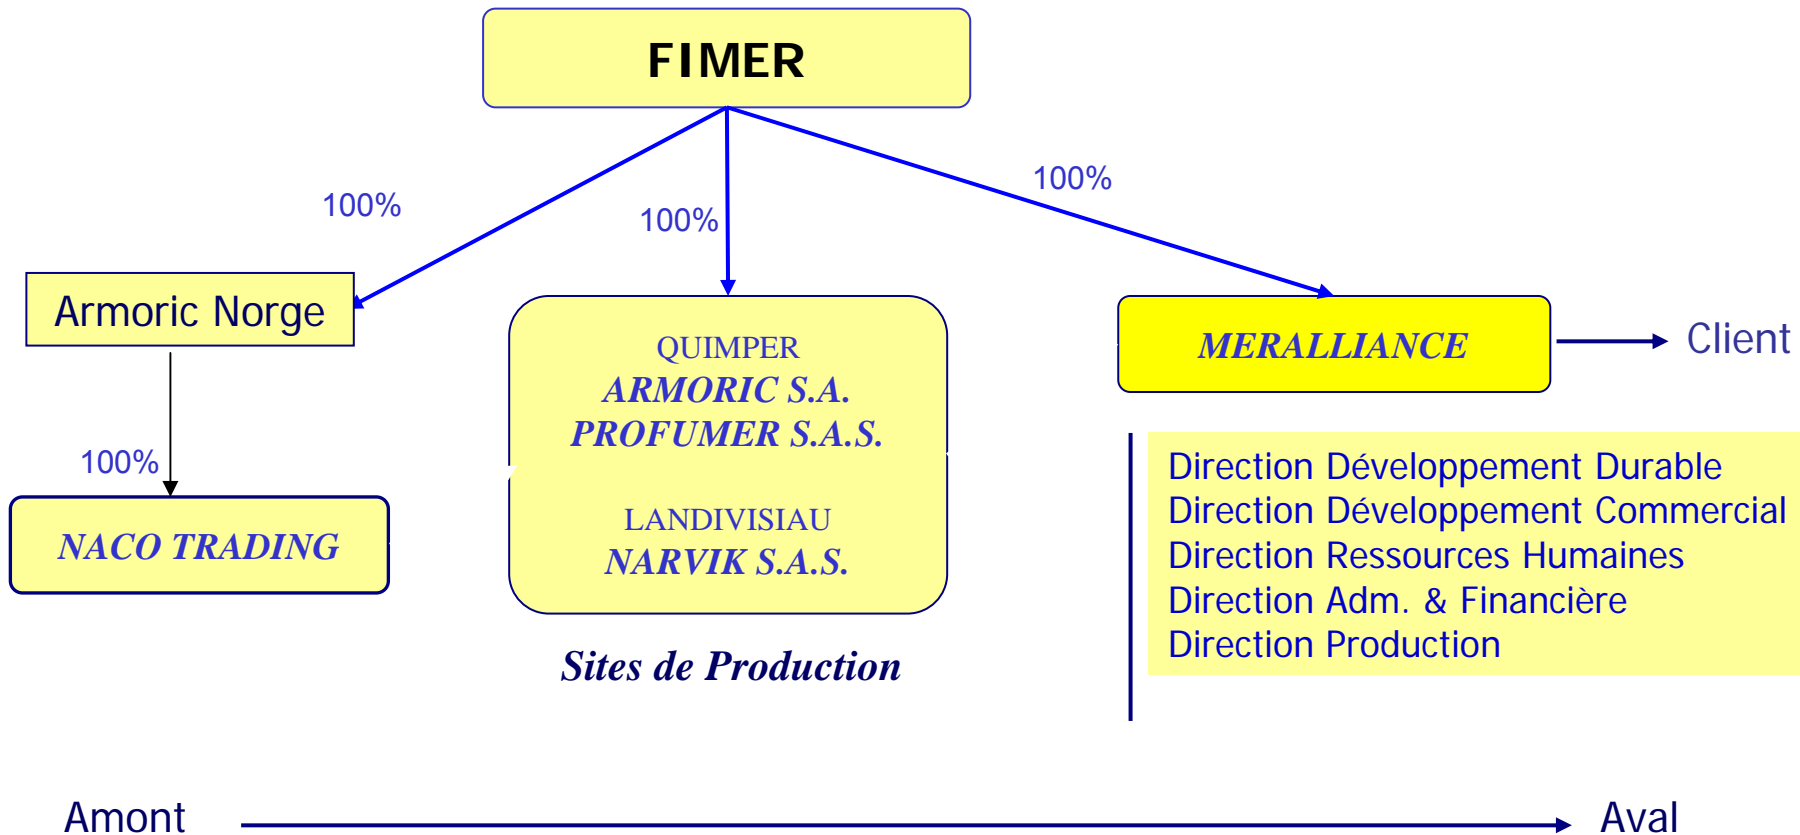 FIMER
100%
100%
100%
Armoric Norge
100%
NACO TRADING
QUIMPER
ARMORIC S.A.
PROFUMER S.A.S.
LANDIVISIAU
NARVIK S.A.S.
Sites de Production
MERALLIANCE
Client
Direction Développement Durable
Direction Développement Commercial
Direction Ressources Humaines
Direction Adm. & Financière
Direction Production
Amont
Aval